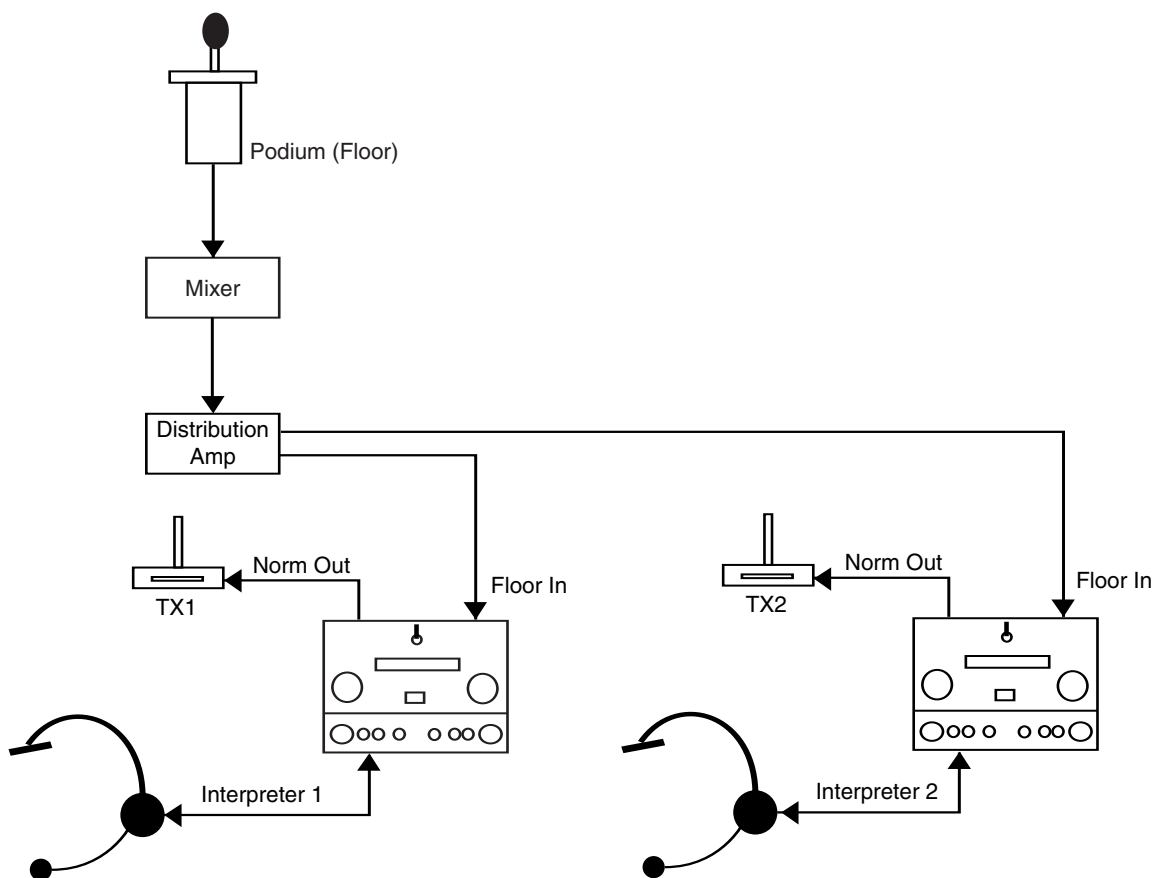 Podium (Floor)
Mixer
Distribution
Amp
Norm Out
TX1
Floor In
Norm Out
TX2
Floor In
Interpreter 1
Interpreter 2